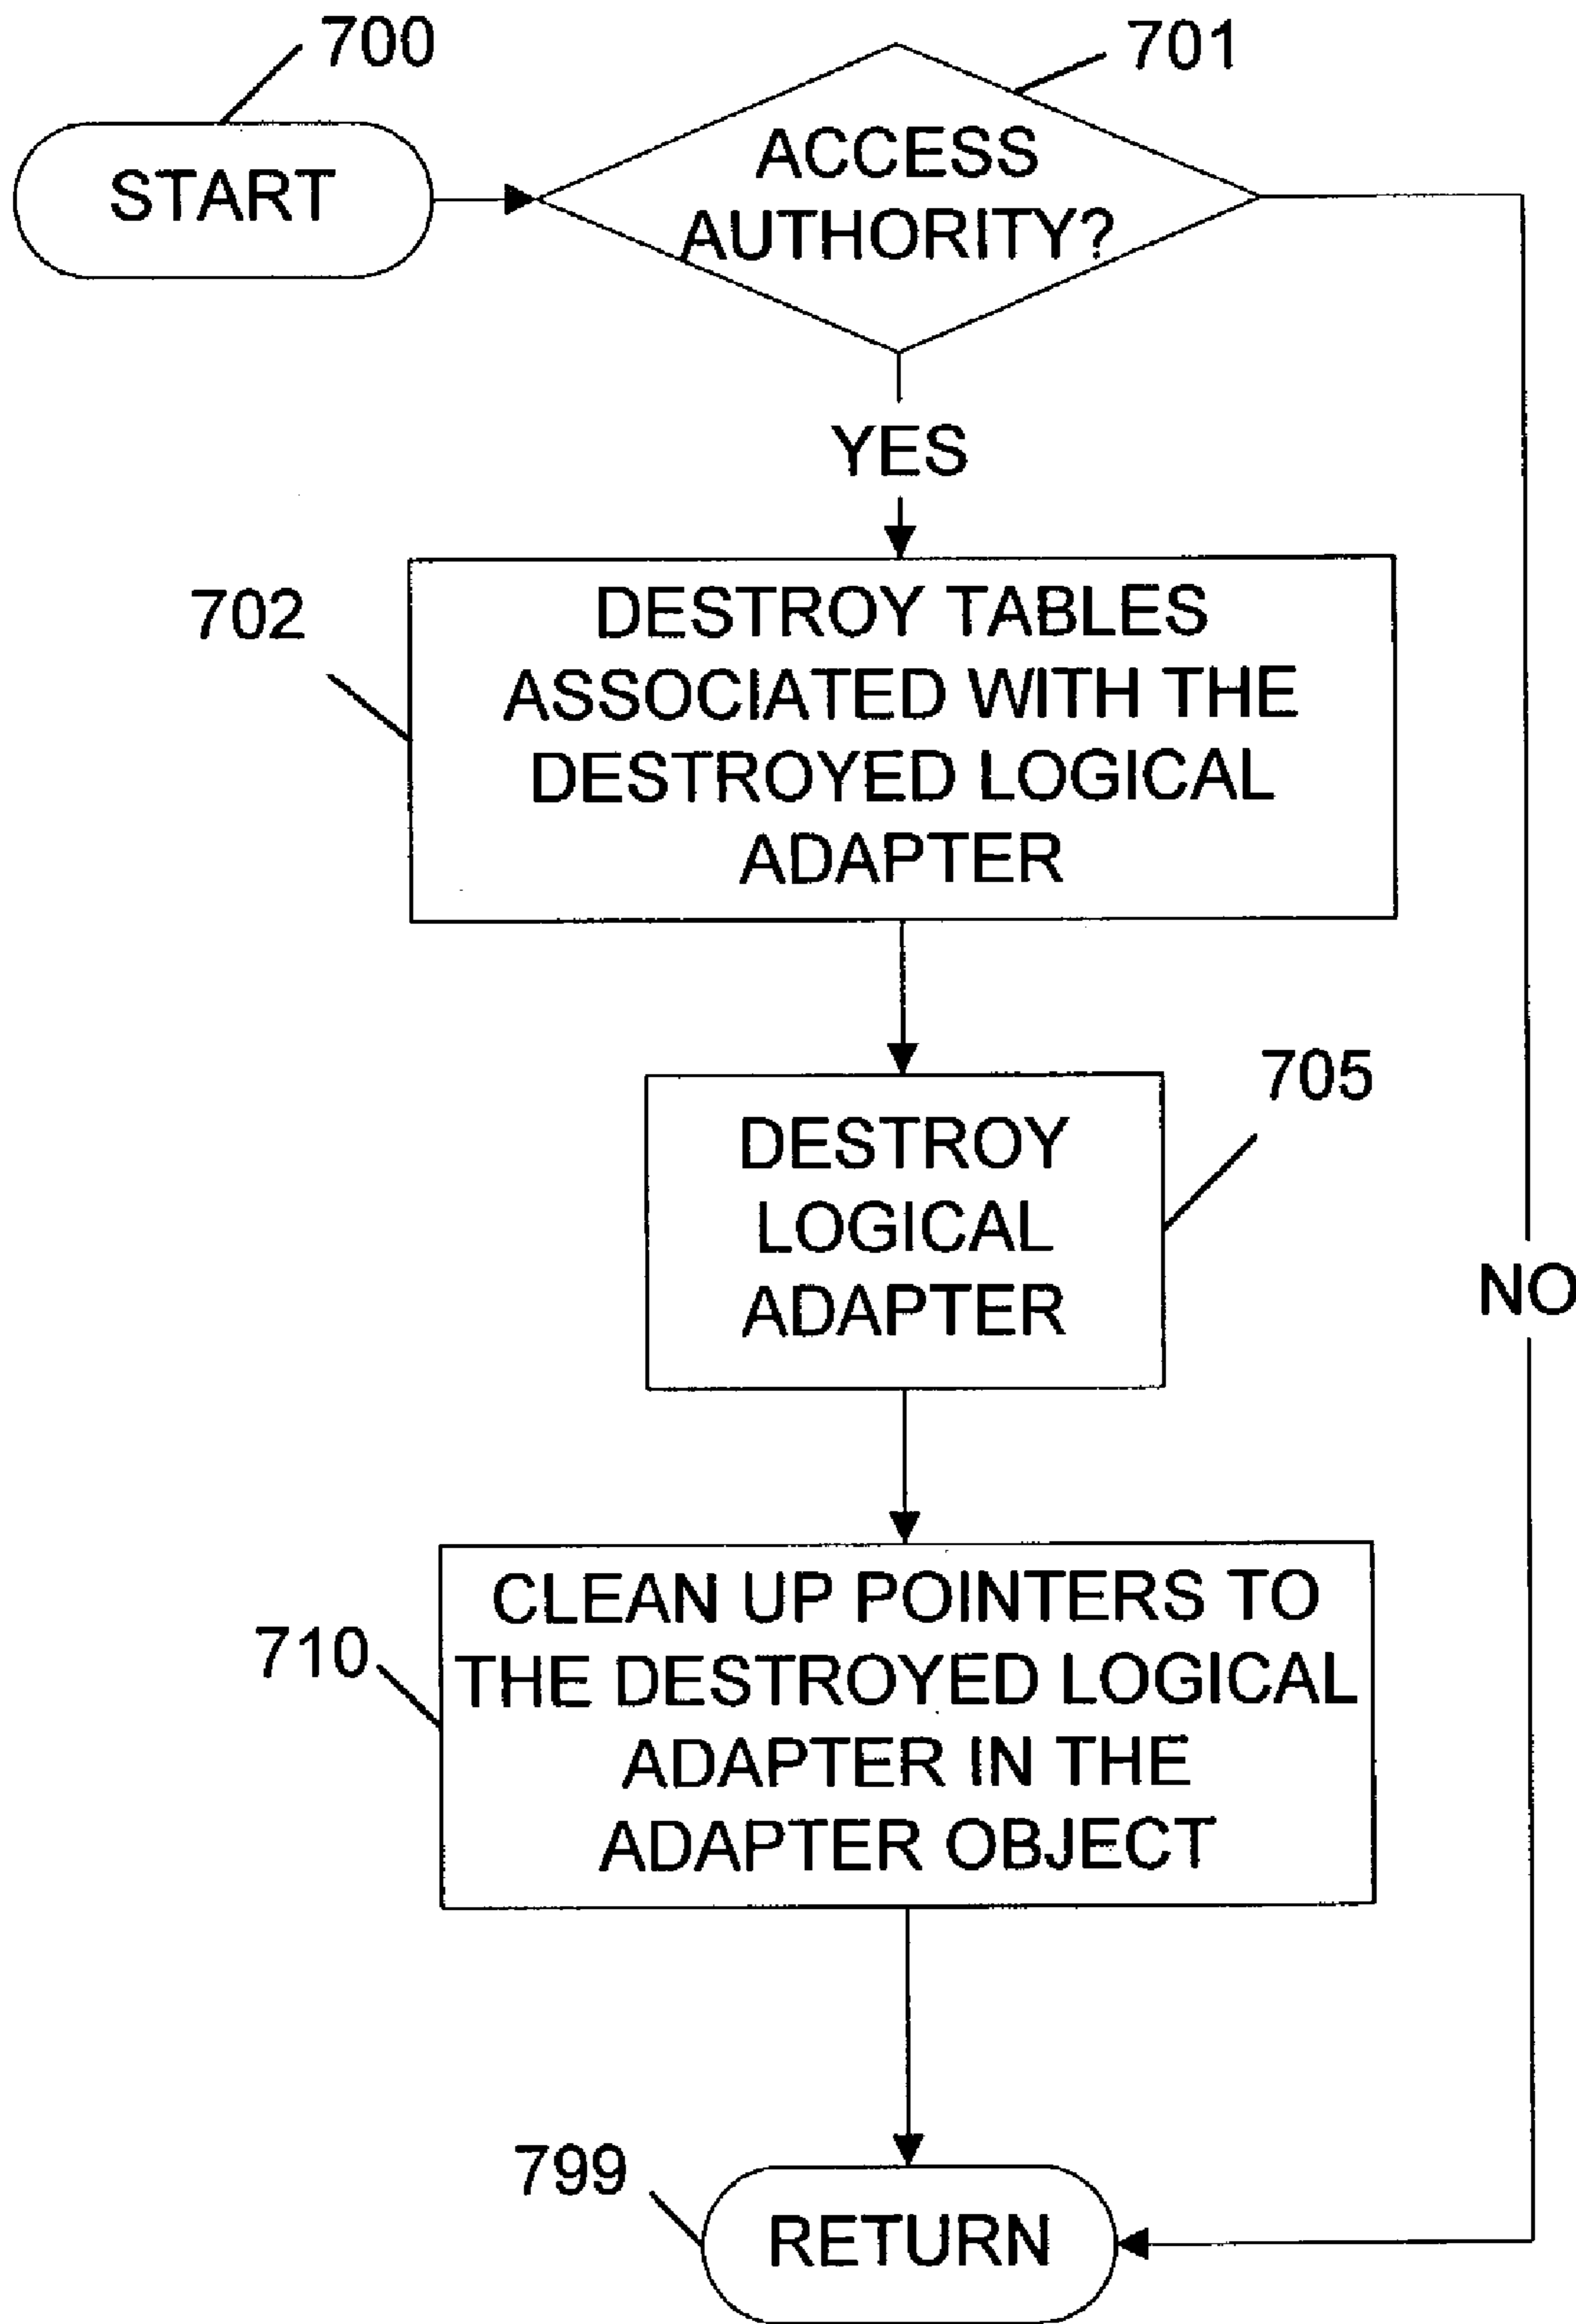 700
701
START
ACCESS
AUTHORITY?
YES
702
DESTROY TABLES
ASSOCIATED WITH THE
DESTROYED LOGICAL
ADAPTER
705
DESTROY
LOGICAL
ADAPTER
NO
710
CLEAN UP POINTERS TO
THE DESTROYED LOGICAL
ADAPTER IN THE
ADAPTER OBJECT
799
RETURN